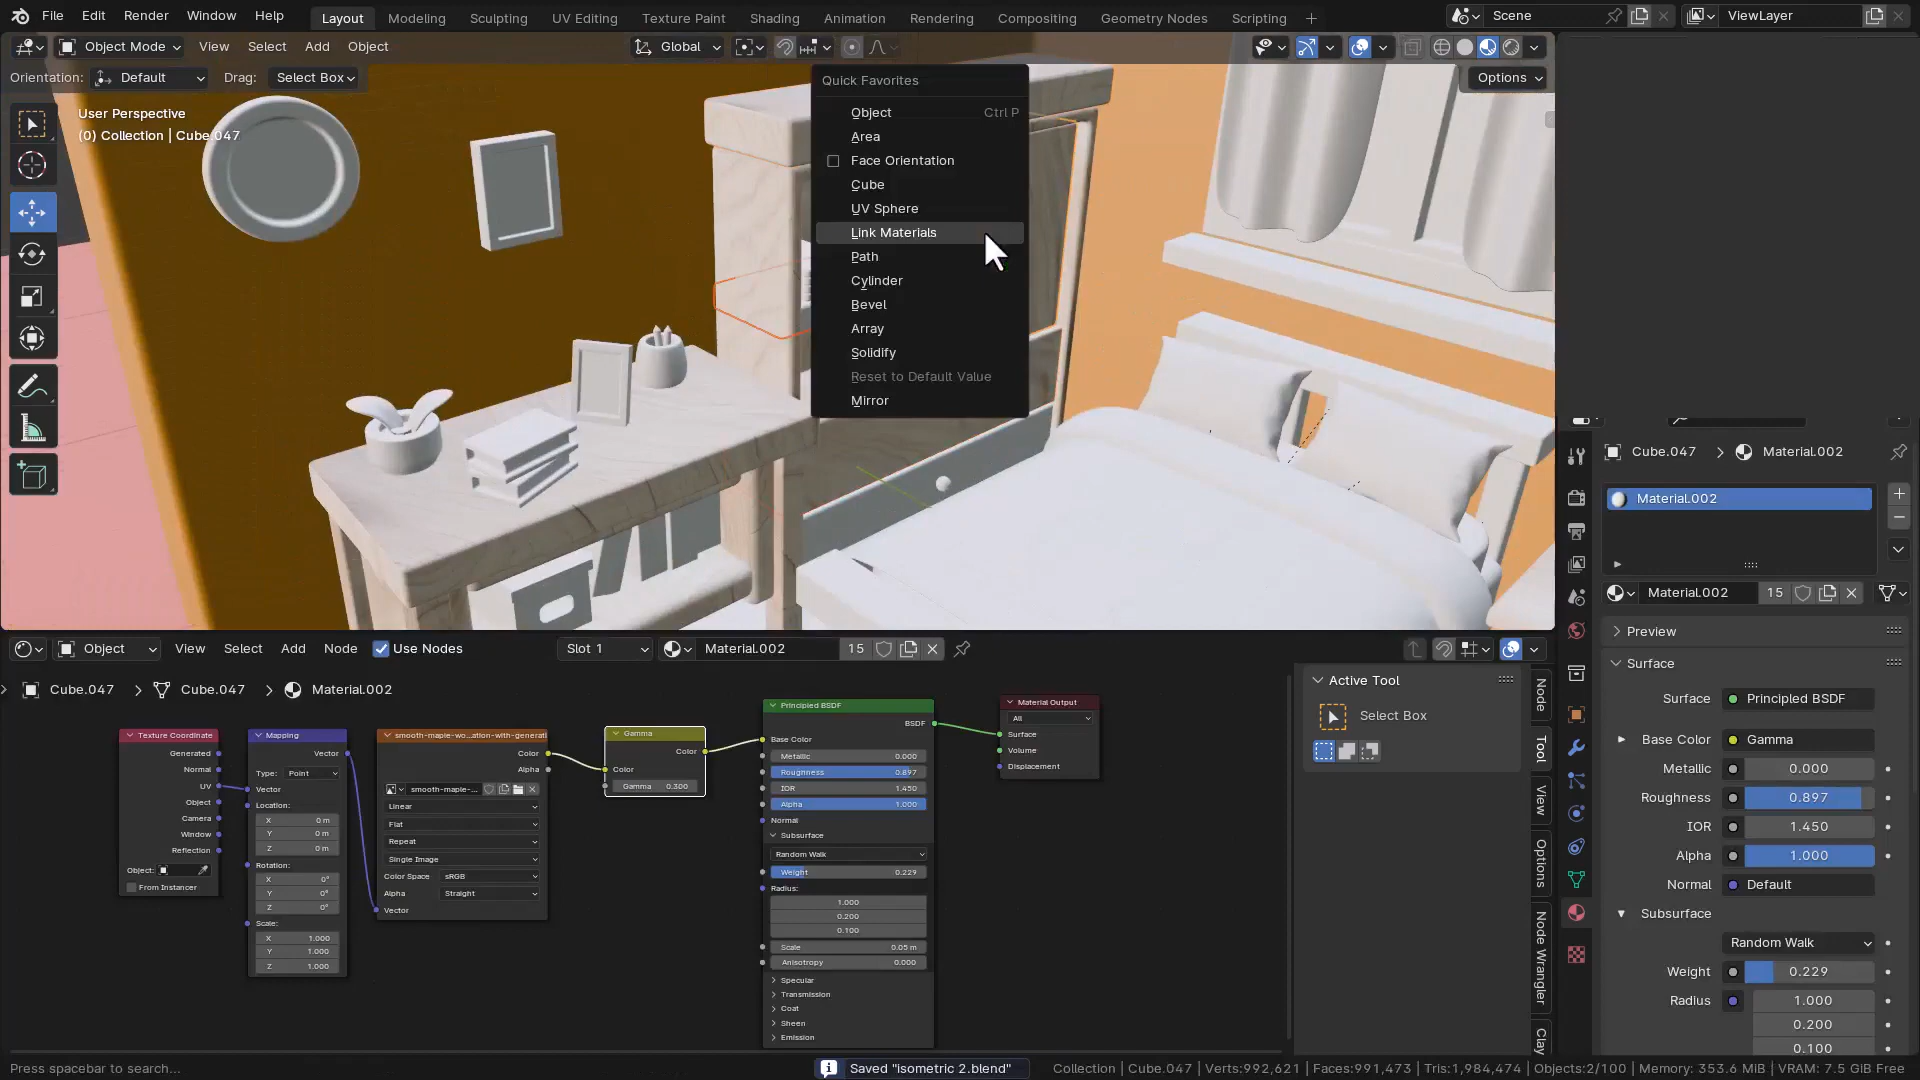 File Edit Render Window Help Layout Modeling Sculpting UV Editing Texture Paint Shading Animation Rendering Compositing Geometry Nodes Scripting + Scene ViewLayer
Object Mode View Select Add Object Global
Orientation: Default Drag: Select Box Options
User Perspective
(0) Collection | Cube.047
Quick Favorites
Object Ctrl P
Area
Face Orientation
Cube
UV Sphere
Link Materials
Path
Cylinder
Bevel
Array
Solidify
Reset to Default Value
Mirror
Object View Select Add Node Use Nodes Slot 1 Material.002 15
Cube.047 > Cube.047 > Material.002
Texture Coordinate
Generated
Normal
UV
Object
Camera
Window
Reflection
Object:
From Instancer
Mapping
Vector
Type: Point
Vector
Location:
X 0 m
Y 0 m
Z 0 m
Rotation:
X 0°
Y 0°
Z 0°
Scale:
X 1.000
Y 1.000
Z 1.000
smooth-maple-wo...ation-with-generati
Color
Alpha
smooth-maple-...
Linear
Flat
Repeat
Single Image
Color Space sRGB
Alpha Straight
Vector
Gamma
Color
Color
Gamma 0.300
Principled BSDF
BSDF
Base Color
Metallic 0.000
Roughness 0.897
IOR 1.450
Alpha 1.000
Normal
Subsurface
Random Walk
Weight 0.229
Radius:
1.000
0.200
0.100
Scale 0.05 m
Anisotropy 0.000
Specular
Transmission
Coat
Sheen
Emission
Material Output
All
Surface
Volume
Displacement
Active Tool
Select Box
Node
Tool
View
Options
Node Wrangler
Clay
Cube.047 > Material.002
Material.002
Material.002 15
Preview
Surface
Surface Principled BSDF
Base Color Gamma
Metallic 0.000
Roughness 0.897
IOR 1.450
Alpha 1.000
Normal Default
Subsurface
Random Walk
Weight 0.229
Radius 1.000
0.200
0.100
Press spacebar to search... Saved "isometric 2.blend" Collection | Cube.047 | Verts:992,621 | Faces:991,473 | Tris:1,984,474 | Objects:2/100 | Memory: 353.6 MiB | VRAM: 7.5 GiB Free